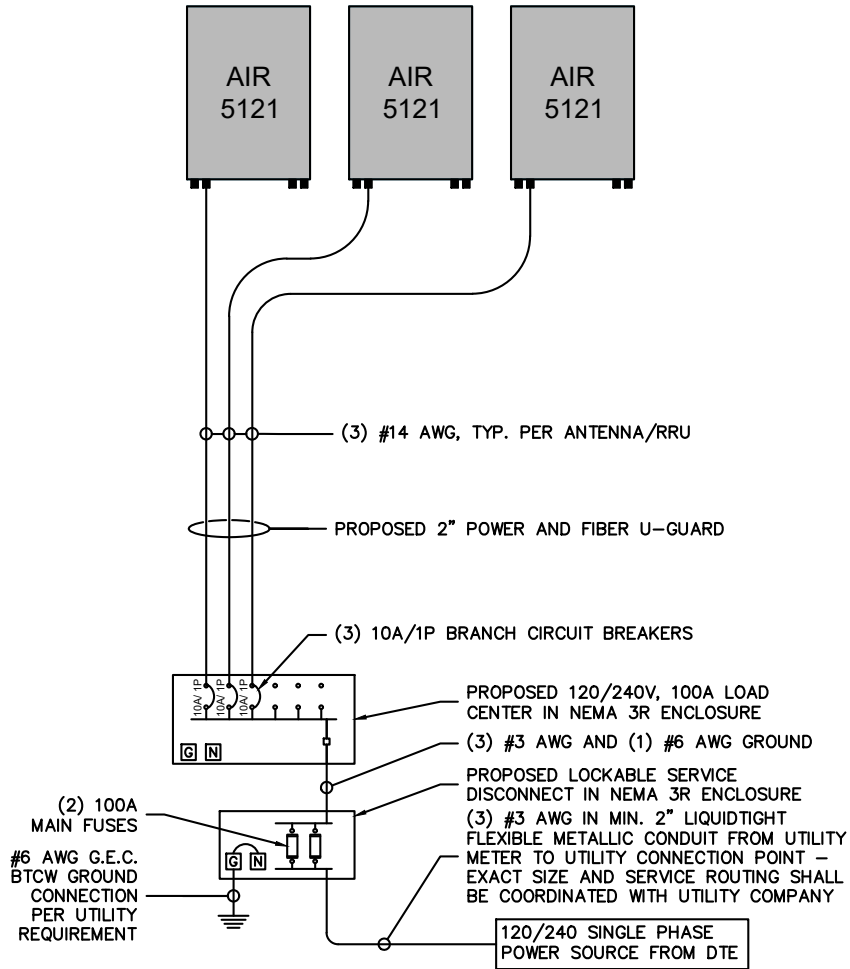 AIR
5121
AIR
5121
AIR
5121
(3) #14 AWG, TYP. PER ANTENNA/RRU
PROPOSED 2" POWER AND FIBER U-GUARD
(3) 10A/1P BRANCH CIRCUIT BREAKERS
10A/1P
10A/1P
10A/1P
G N
PROPOSED 120/240V, 100A LOAD
CENTER IN NEMA 3R ENCLOSURE
(3) #3 AWG AND (1) #6 AWG GROUND
PROPOSED LOCKABLE SERVICE
DISCONNECT IN NEMA 3R ENCLOSURE
(2) 100A
MAIN FUSES
G N
(3) #3 AWG IN MIN. 2" LIQUIDTIGHT
FLEXIBLE METALLIC CONDUIT FROM UTILITY
METER TO UTILITY CONNECTION POINT –
EXACT SIZE AND SERVICE ROUTING SHALL
BE COORDINATED WITH UTILITY COMPANY
#6 AWG G.E.C.
BTCW GROUND
CONNECTION
PER UTILITY
REQUIREMENT
120/240 SINGLE PHASE
POWER SOURCE FROM DTE